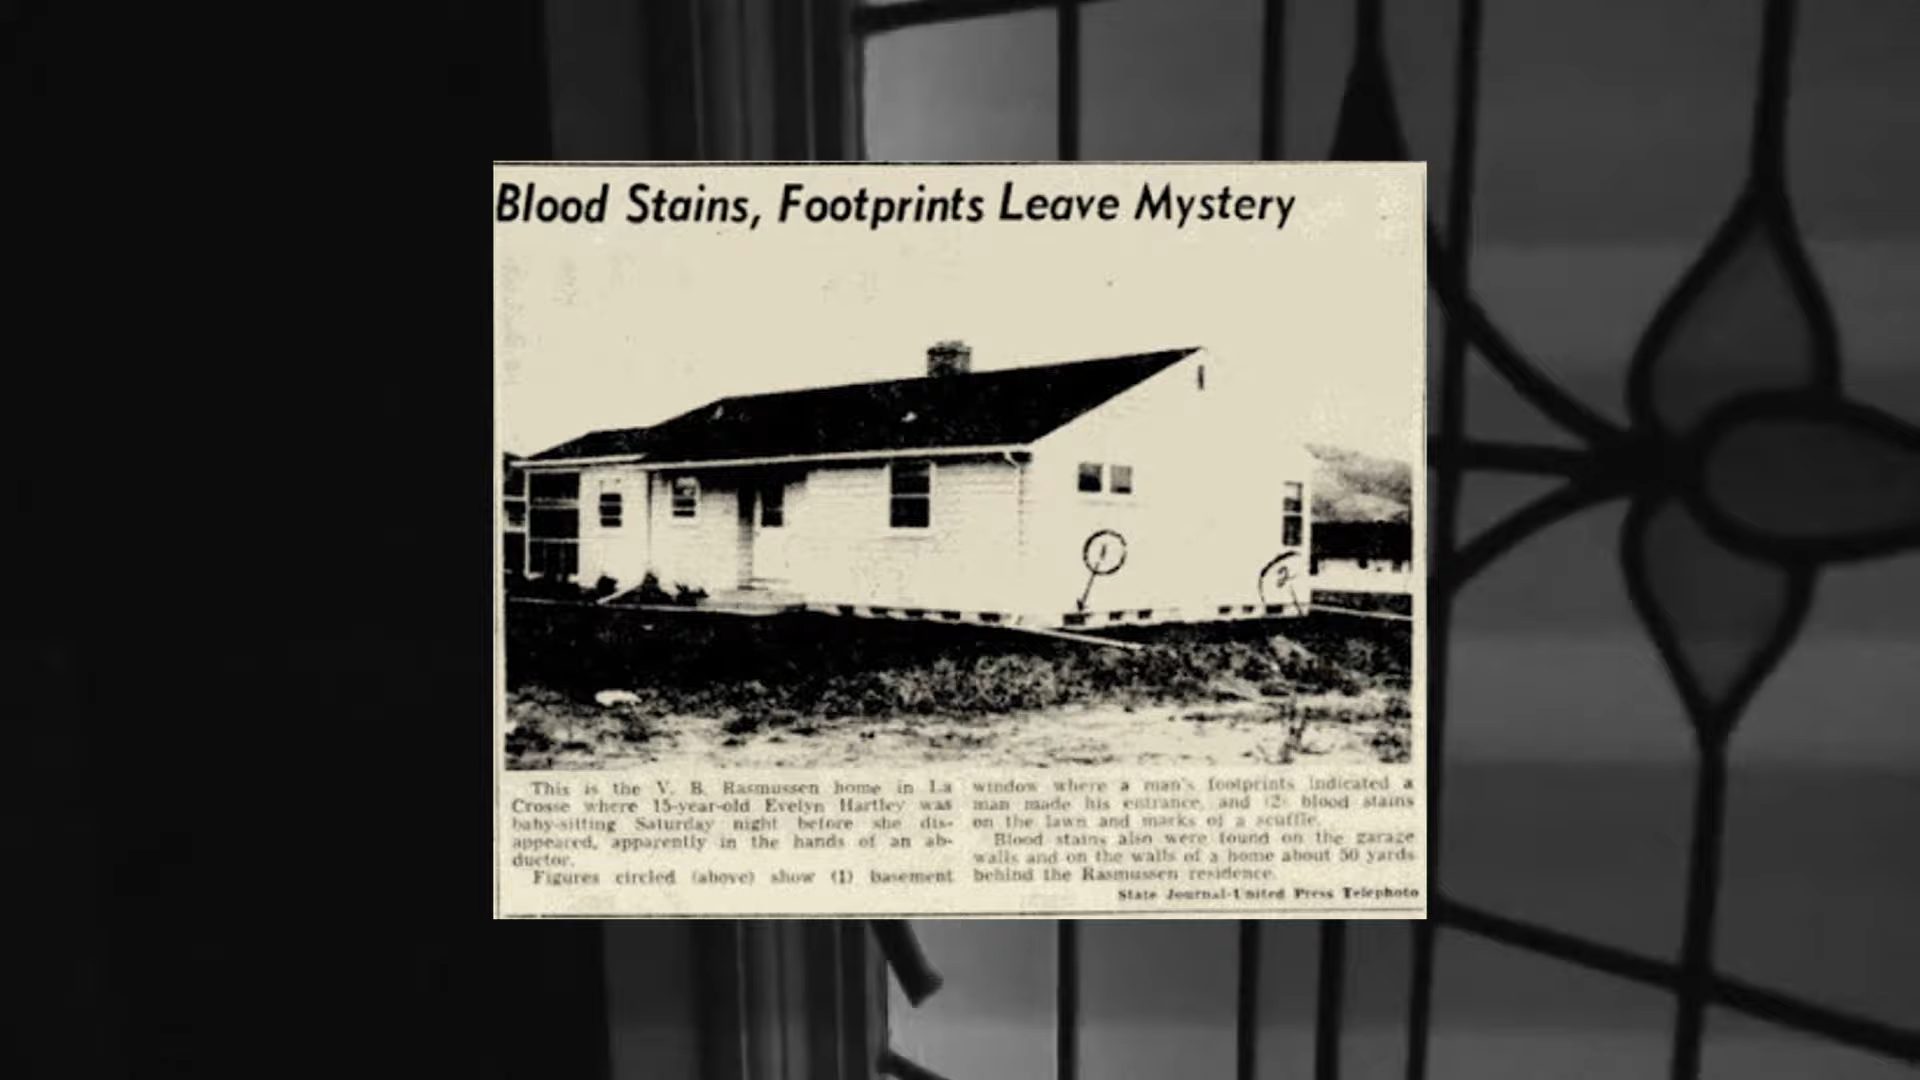 Blood Stains, Footprints Leave Mystery
1
2
This is the V. B. Rasmussen home in La
Crosse where 15-year-old Evelyn Hartley was
baby-sitting Saturday night before she dis-
appeared, apparently in the hands of an ab-
ductor.
Figures circled (above) show (1) basement
window where a man's footprints indicated a
man made his entrance, and (2) blood stains
on the lawn and marks of a scuffle.
Blood stains also were found on the garage
walls and on the walls of a home about 50 yards
behind the Rasmussen residence.
State Journal-United Press Telephoto